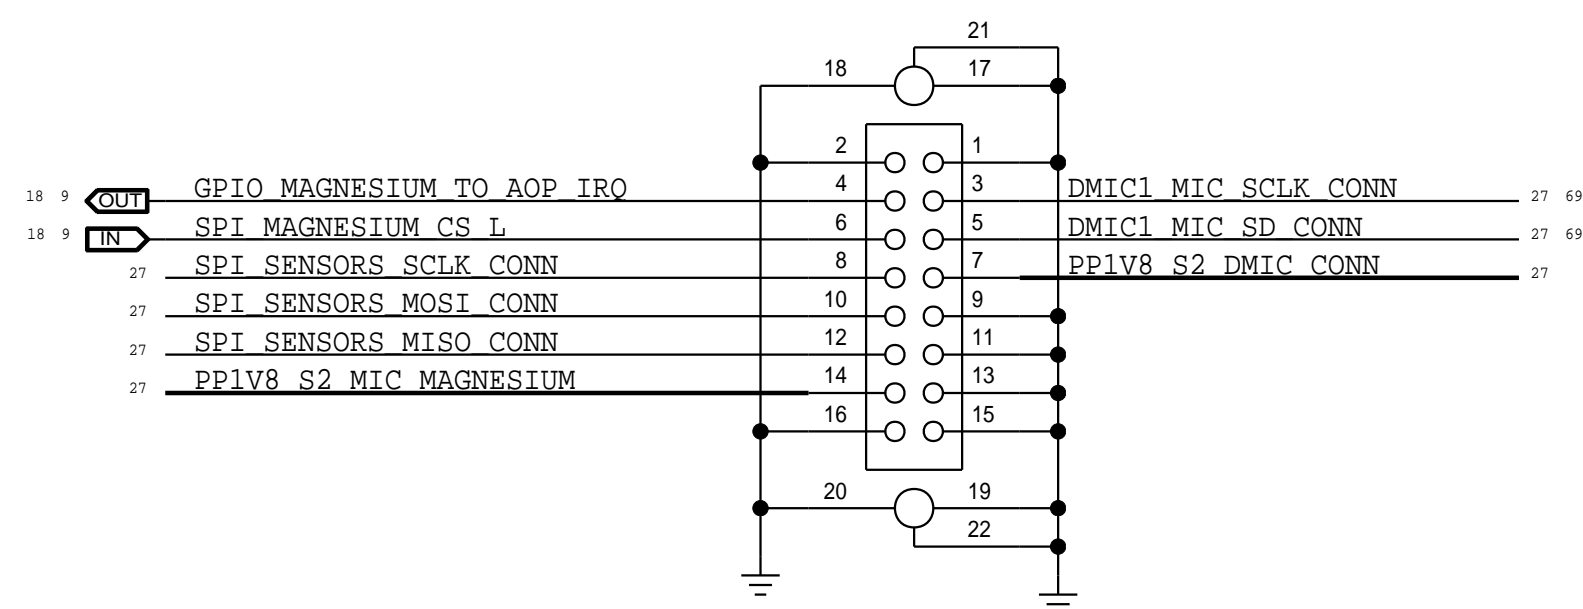 21
18 17
2 1
18 9 OUT GPIO_MAGNESIUM_TO_AOP_IRQ 4 3 DMIC1_MIC_SCLK_CONN 27 69
18 9 IN SPI_MAGNESIUM_CS_L 6 5 DMIC1_MIC_SD_CONN 27 69
27 SPI_SENSORS_SCLK_CONN 8 7 PP1V8_S2_DMIC_CONN 27
27 SPI_SENSORS_MOSI_CONN 10 9
27 SPI_SENSORS_MISO_CONN 12 11
27 PP1V8_S2_MIC_MAGNESIUM 14 13
16 15
20 19
22